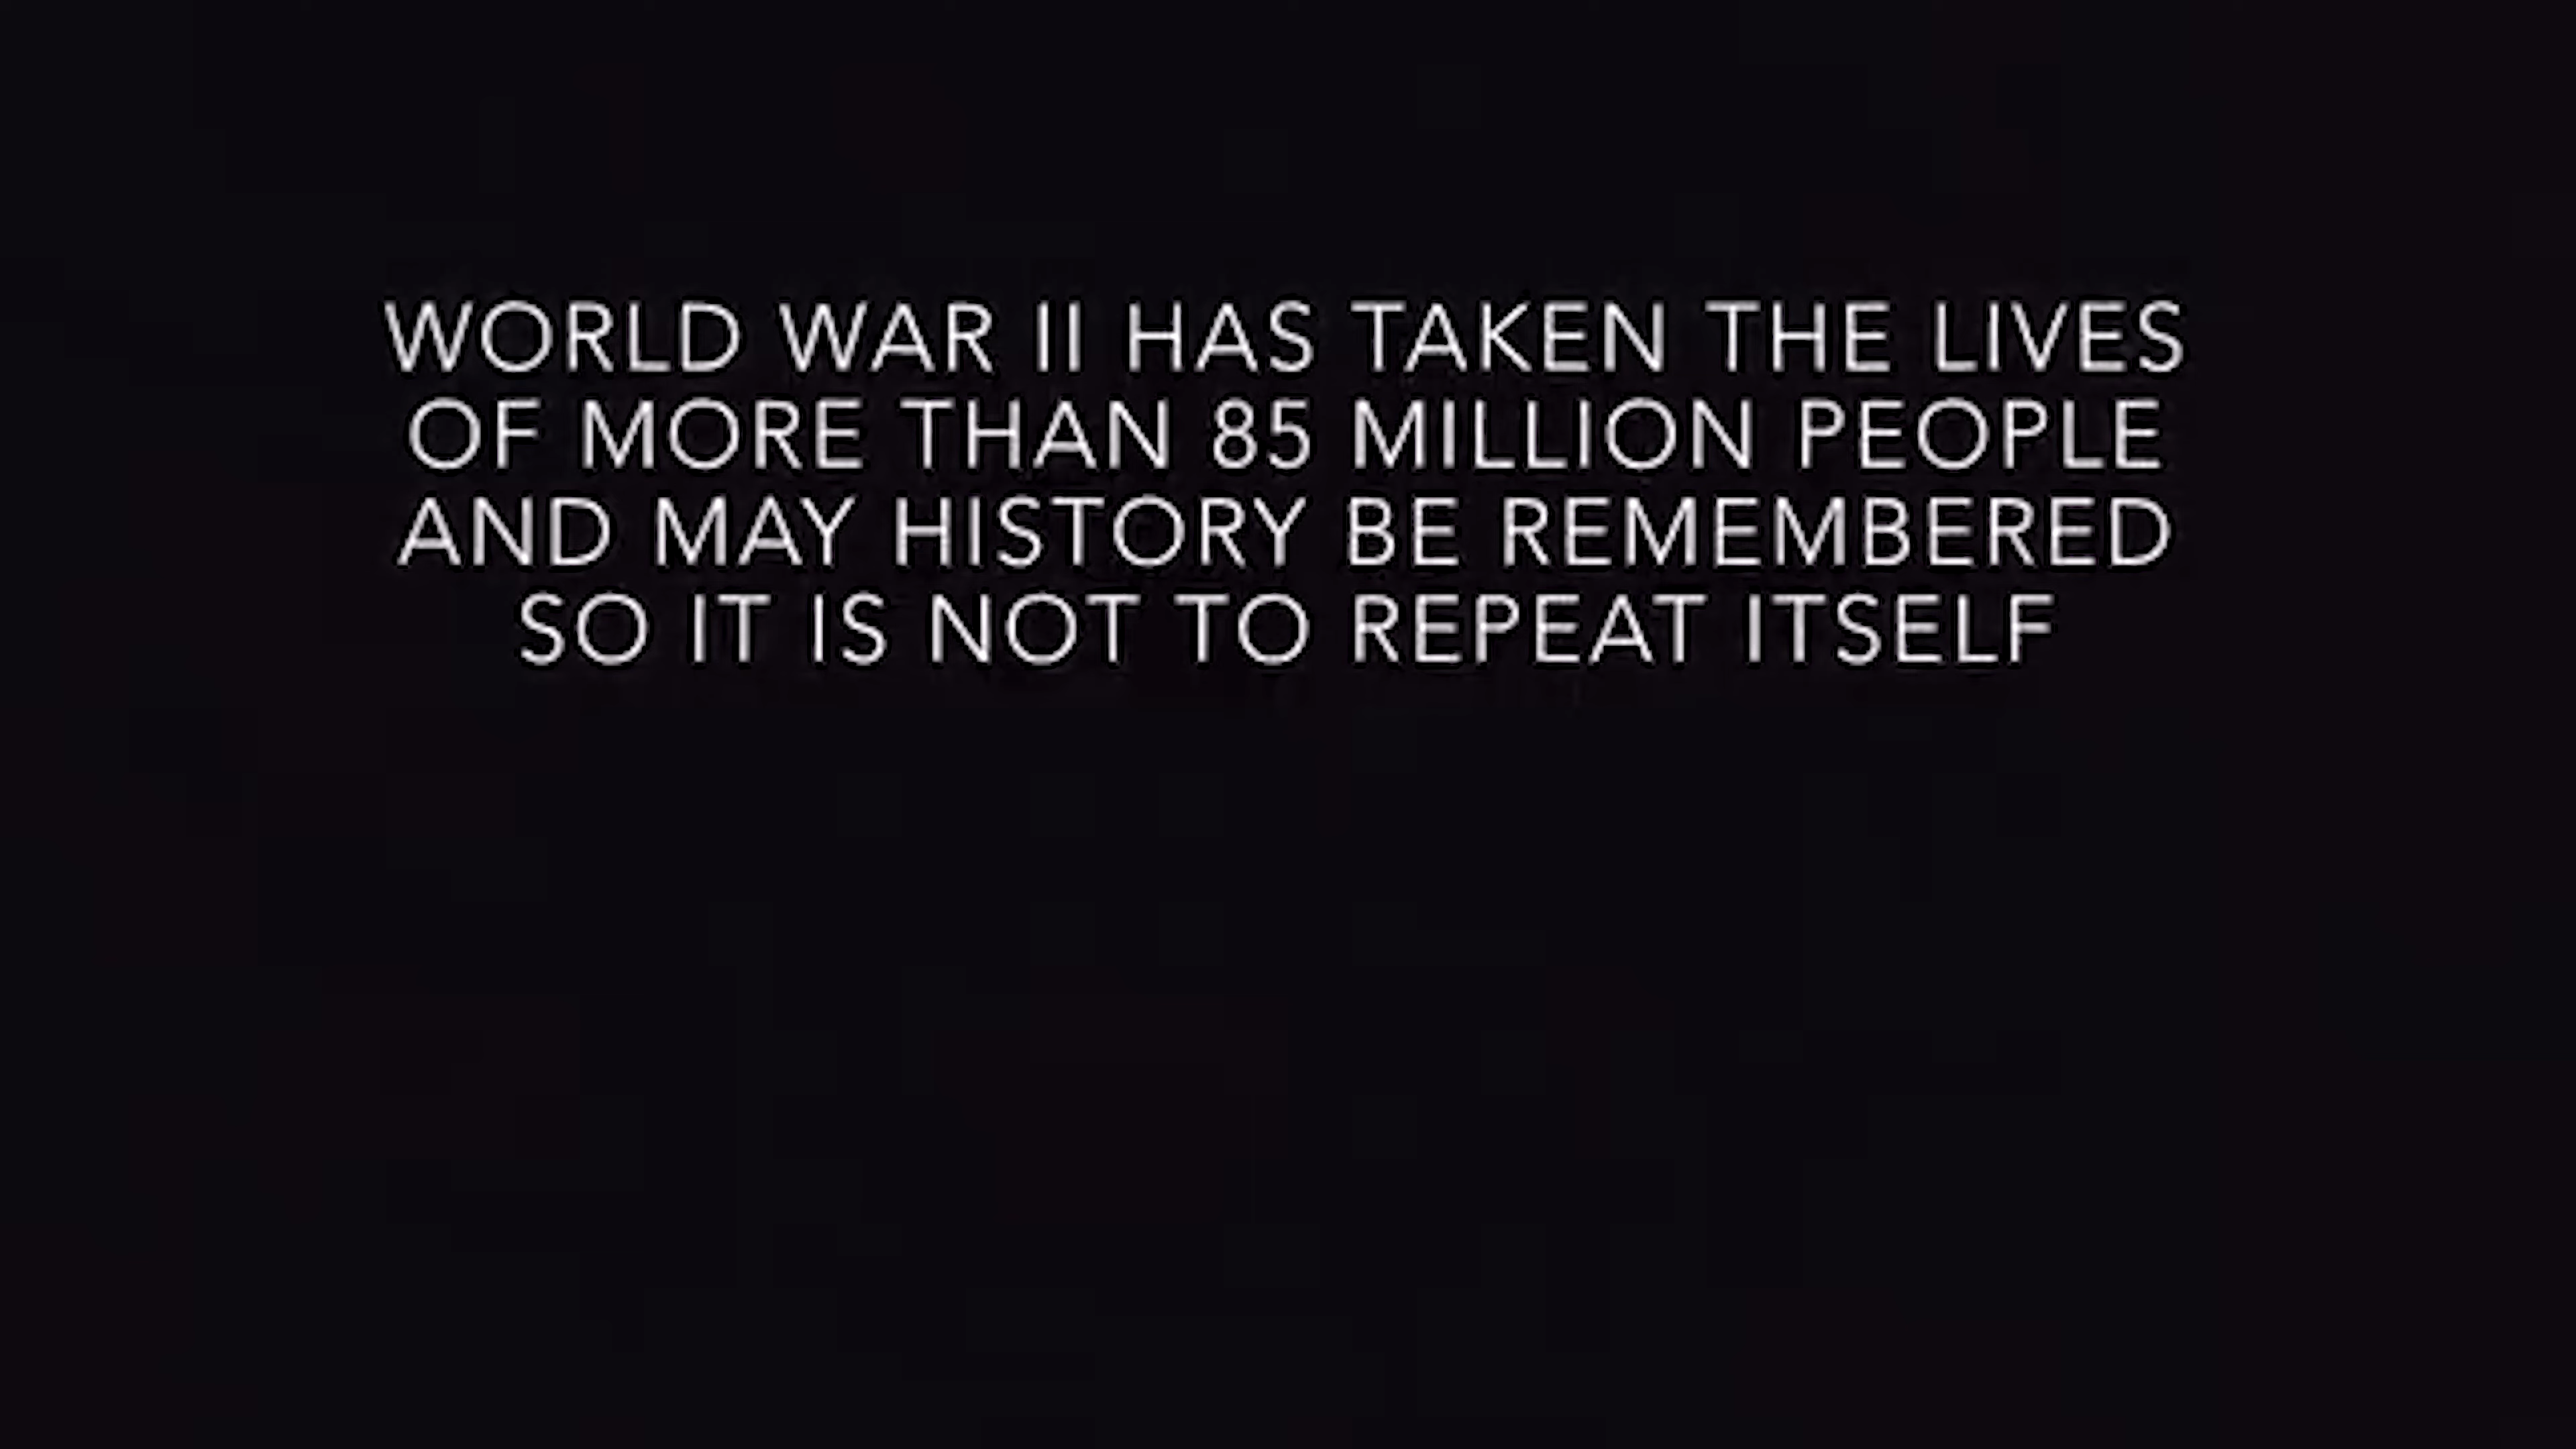 WORLD WAR II HAS TAKEN THE LIVES
OF MORE THAN 85 MILLION PEOPLE
AND MAY HISTORY BE REMEMBERED
SO IT IS NOT TO REPEAT ITSELF